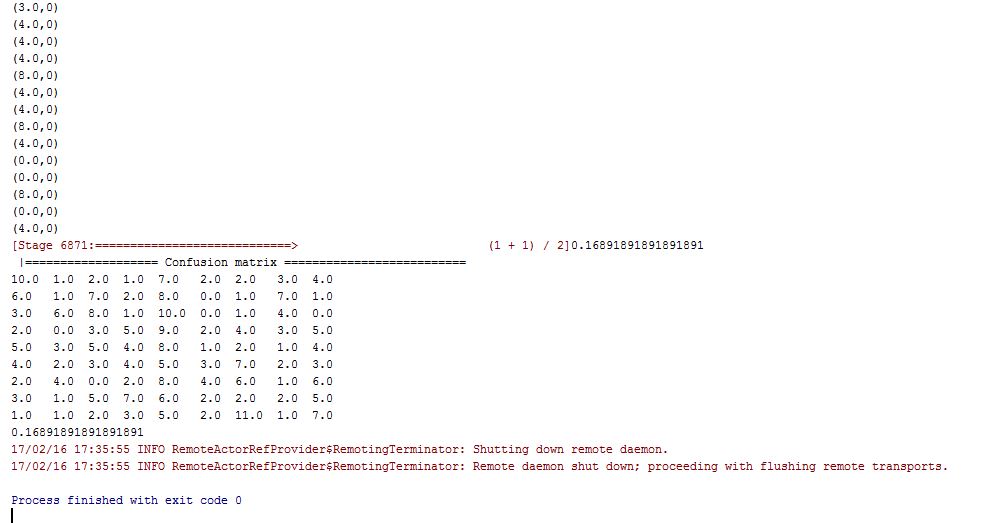 (3.0,0)
(4.0,0)
(4.0,0)
(4.0,0)
(8.0,0)
(4.0,0)
(4.0,0)
(8.0,0)
(4.0,0)
(0.0,0)
(0.0,0)
(8.0,0)
(0.0,0)
(4.0,0)
[Stage 6871:============================> (1 + 1) / 2]0.16891891891891891
|=================== Confusion matrix ==========================
10.0 1.0 2.0 1.0 7.0 2.0 2.0 3.0 4.0
6.0 1.0 7.0 2.0 8.0 0.0 1.0 7.0 1.0
3.0 6.0 8.0 1.0 10.0 0.0 1.0 4.0 0.0
2.0 0.0 3.0 5.0 9.0 2.0 4.0 3.0 5.0
5.0 3.0 5.0 4.0 8.0 1.0 2.0 1.0 4.0
4.0 2.0 3.0 4.0 5.0 3.0 7.0 2.0 3.0
2.0 4.0 0.0 2.0 8.0 4.0 6.0 1.0 6.0
3.0 1.0 5.0 7.0 6.0 2.0 2.0 2.0 5.0
1.0 1.0 2.0 3.0 5.0 2.0 11.0 1.0 7.0
0.16891891891891891
17/02/16 17:35:55 INFO RemoteActorRefProvider$RemotingTerminator: Shutting down remote daemon.
17/02/16 17:35:55 INFO RemoteActorRefProvider$RemotingTerminator: Remote daemon shut down; proceeding with flushing remote transports.
Process finished with exit code 0